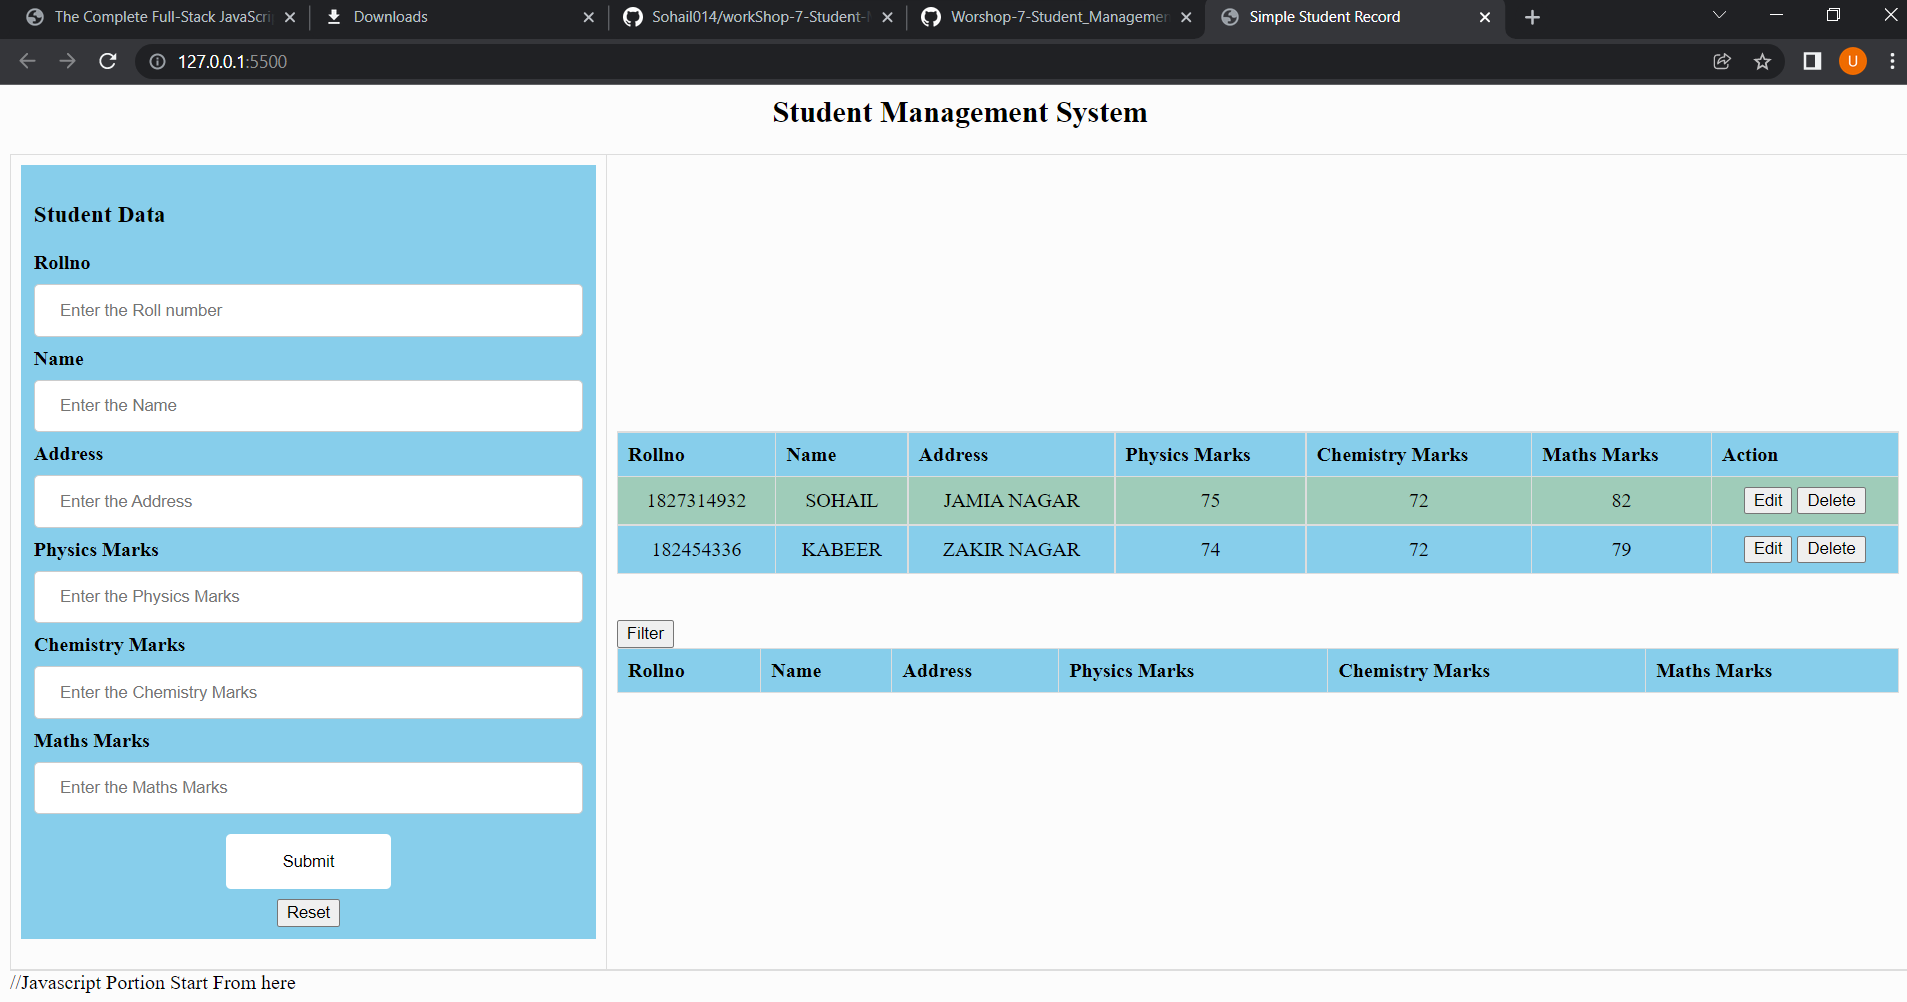 The Complete Full-Stack JavaScri
Downloads
Sohail014/workShop-7-Student-
Worshop-7-Student_Managemen
Simple Student Record
127.0.0.1:5500
U
Student Management System
Student Data
Rollno
Enter the Roll number
Name
Enter the Name
Address
Enter the Address
Physics Marks
Enter the Physics Marks
Chemistry Marks
Enter the Chemistry Marks
Maths Marks
Enter the Maths Marks
Submit
Reset
Rollno Name Address Physics Marks Chemistry Marks Maths Marks Action
1827314932 SOHAIL JAMIA NAGAR 75 72 82 Edit Delete
182454336 KABEER ZAKIR NAGAR 74 72 79 Edit Delete
Filter
Rollno Name Address Physics Marks Chemistry Marks Maths Marks
//Javascript Portion Start From here